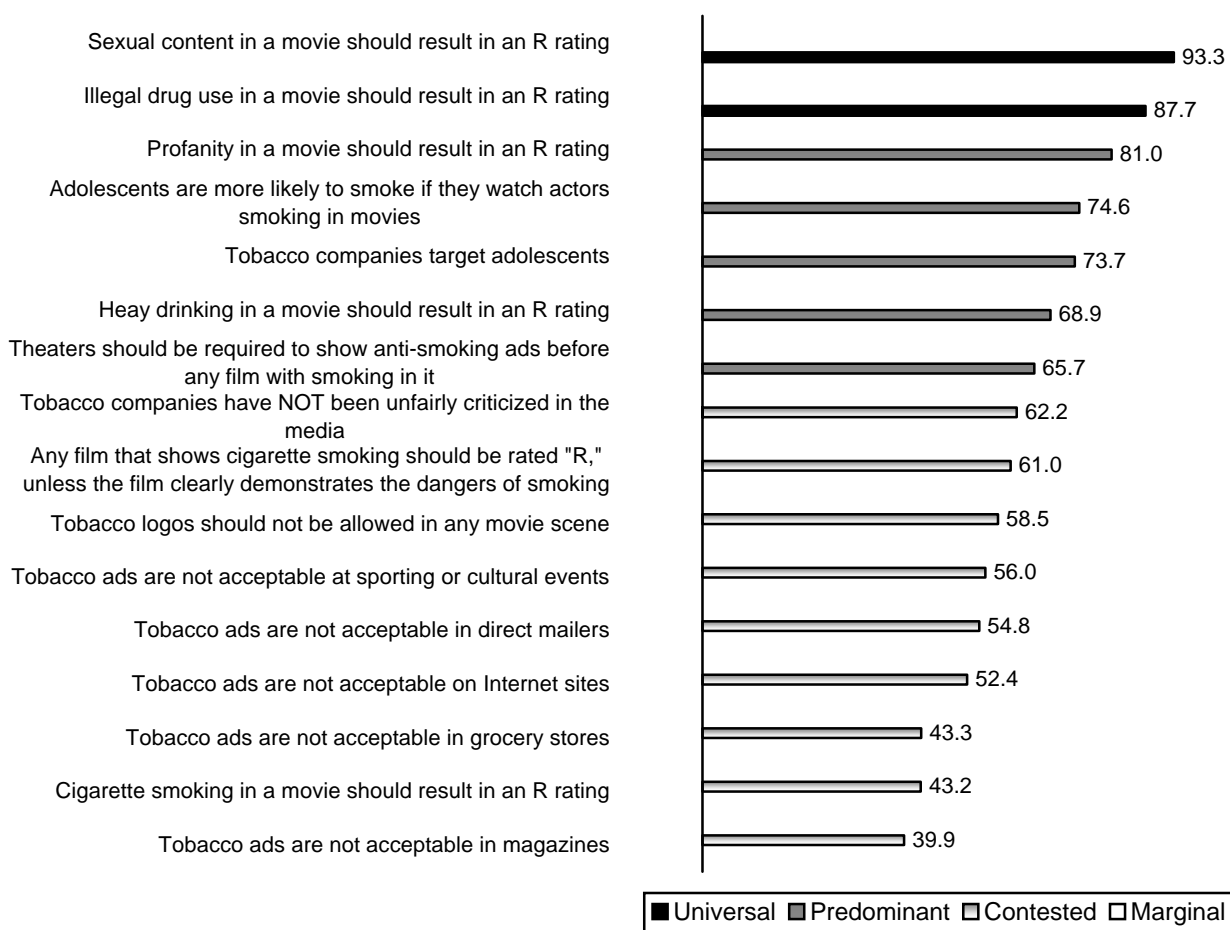 Sexual content in a movie should result in an R rating
93.3
Illegal drug use in a movie should result in an R rating
87.7
Profanity in a movie should result in an R rating
81.0
Adolescents are more likely to smoke if they watch actors
smoking in movies
74.6
Tobacco companies target adolescents
73.7
Heay drinking in a movie should result in an R rating
68.9
Theaters should be required to show anti-smoking ads before
any film with smoking in it
65.7
Tobacco companies have NOT been unfairly criticized in the
media
62.2
Any film that shows cigarette smoking should be rated "R,"
unless the film clearly demonstrates the dangers of smoking
61.0
Tobacco logos should not be allowed in any movie scene
58.5
Tobacco ads are not acceptable at sporting or cultural events
56.0
Tobacco ads are not acceptable in direct mailers
54.8
Tobacco ads are not acceptable on Internet sites
52.4
Tobacco ads are not acceptable in grocery stores
43.3
Cigarette smoking in a movie should result in an R rating
43.2
Tobacco ads are not acceptable in magazines
39.9
Universal Predominant Contested Marginal